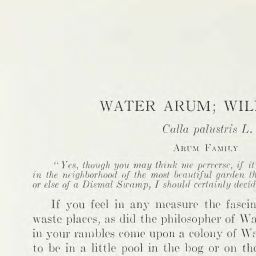 WATER ARUM; WIL
Calla palustris L.
ARUM FAMILY
"Yes, though you may think me perverse, if it
in the neighborhood of the most beautiful garden th
or else of a Dismal Swamp, I should certainly decid
If you feel in any measure the fascin
waste places, as did the philosopher of Wa
in your rambles come upon a colony of Wa
to be in a little pool in the bog or on the